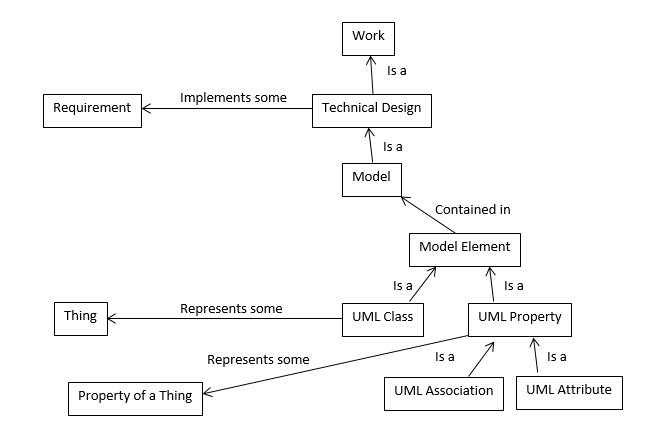 Work
Is a
Implements some
Requirement
Technical Design
Is a
Model
Contained in
Model Element
Is a
Is a
Represents some
Thing
UML Class
UML Property
Represents some
Is a
Is a
Property of a Thing
UML Association
UML Attribute